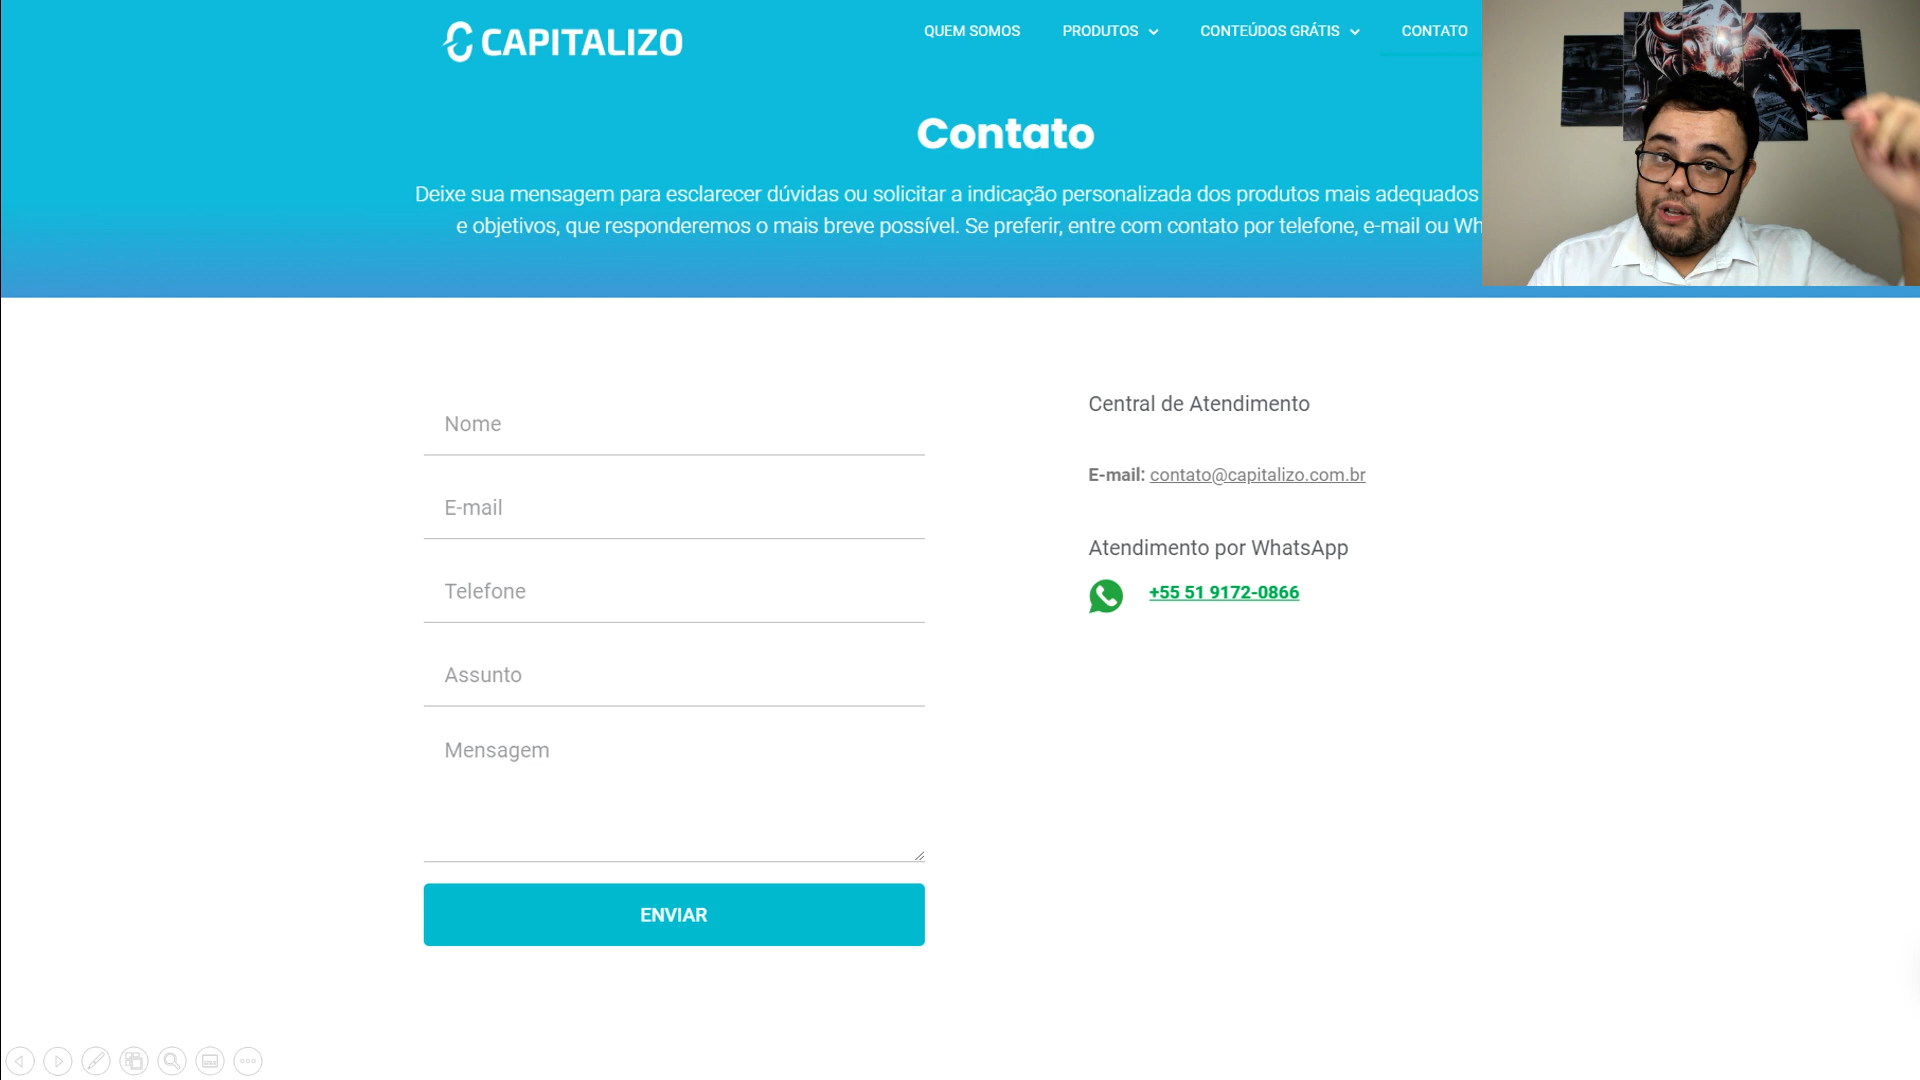 CAPITALIZO
QUEM SOMOS
PRODUTOS
CONTEÚDOS GRÁTIS
CONTATO
Contato
Deixe sua mensagem para esclarecer dúvidas ou solicitar a indicação personalizada dos produtos mais adequados
e objetivos, que responderemos o mais breve possível. Se preferir, entre com contato por telefone, e-mail ou
Nome
E-mail
Telefone
Assunto
Mensagem
ENVIAR
Central de Atendimento
E-mail: contato@capitalizo.com.br
Atendimento por WhatsApp
+55 51 9172-0866